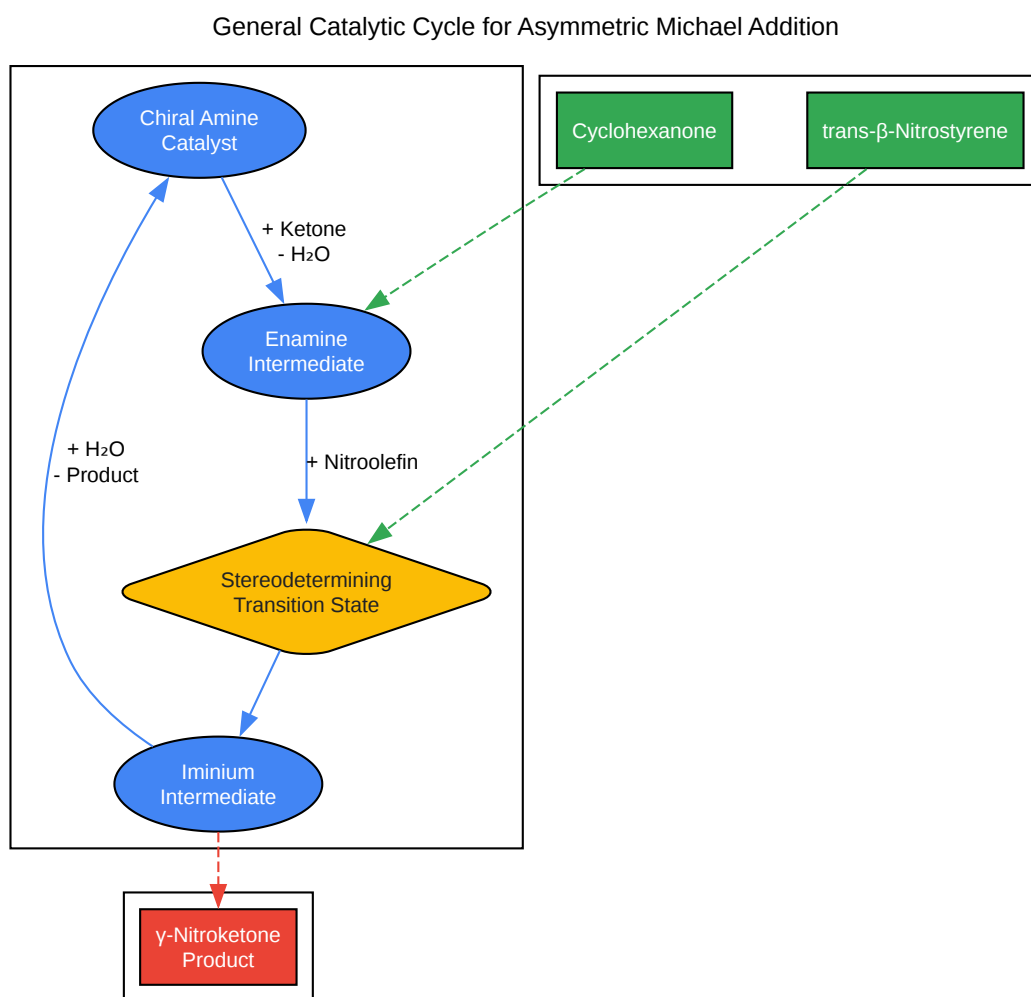 General Catalytic Cycle for Asymmetric Michael Addition
Chiral Amine
Catalyst
Cyclohexanone
trans-β-Nitrostyrene
+ Ketone
- H₂O
Enamine
Intermediate
+ H₂O
- Product
+ Nitroolefin
Stereodetermining
Transition State
Iminium
Intermediate
γ-Nitroketone
Product